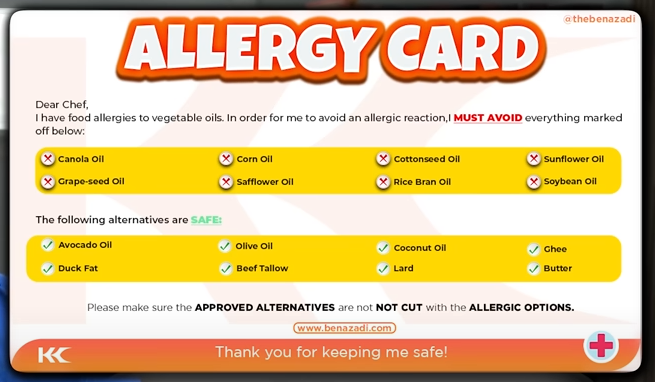 @thebenazadi
ALLERGY CARD
Dear Chef,
I have food allergies to vegetable oils. In order for me to avoid an allergic reaction,I MUST AVOID everything marked
off below:
Canola Oil Corn Oil Cottonseed Oil Sunflower Oil
Grape-seed Oil Safflower Oil Rice Bran Oil Soybean Oil
The following alternatives are SAFE:
Avocado Oil Olive Oil Coconut Oil Ghee
Duck Fat Beef Tallow Lard Butter
Please make sure the APPROVED ALTERNATIVES are not NOT CUT with the ALLERGIC OPTIONS.
www.benazadi.com
KK Thank you for keeping me safe!